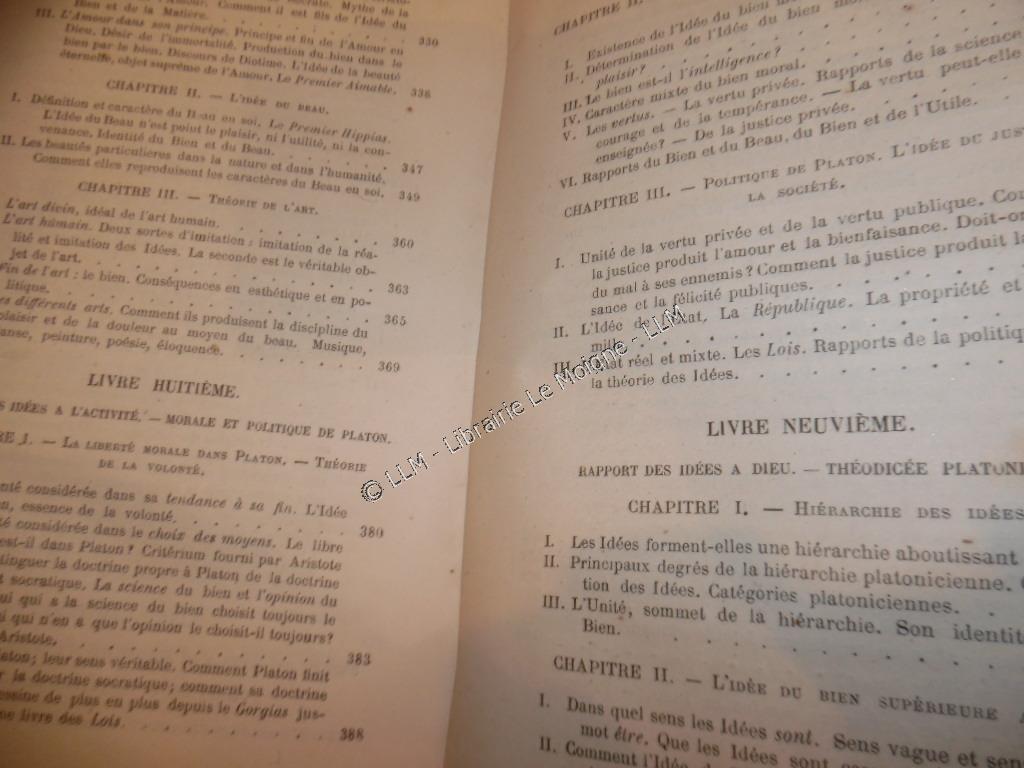 l'Amour. Comment il est fils de l'Idée du
Bien et de la Matière.
330
III. L'Amour dans son principe. Principe et fin de l'Amour en
Dieu. Désir de l'immortalité. Production du bien dans le
bien par le bien. Discours de Diotime. L'Idée de la beauté
éternelle, objet suprême de l'Amour. Le Premier Aimable. 338
CHAPITRE II. — L'IDÉE DU BEAU.
I. Définition et caractère du Beau en soi. Le Premier Hippias.
L'Idée du Beau n'est point le plaisir, ni l'utilité, ni la con-
venance. Identité du Bien et du Beau. 347
II. Les beautés particulières dans la nature et dans l'humanité.
Comment elles reproduisent les caractères du Beau en soi. 349
CHAPITRE III. — THÉORIE DE L'ART.
L'art divin, idéal de l'art humain. 360
L'art humain. Deux sortes d'imitation : imitation de la réa-
lité et imitation des Idées. La seconde est le véritable ob-
jet de l'art. 363
Fin de l'art : le bien. Conséquences en esthétique et en po-
litique. 365
es différents arts. Comment ils produisent la discipline du
plaisir et de la douleur au moyen du beau. Musique,
anse, peinture, poésie, éloquence. 369
LIVRE HUITIÈME.
S IDÉES A L'ACTIVITÉ. — MORALE ET POLITIQUE DE PLATON.
RE I. — LA LIBERTÉ MORALE DANS PLATON. — THÉORIE
DE LA VOLONTÉ.
nté considérée dans sa tendance à sa fin. L'Idée
n, essence de la volonté. 380
té considérée dans le choix des moyens. Le libre
est-il dans Platon? Critérium fourni par Aristote
tinguer la doctrine propre à Platon de la doctrine
t socratique. La science du bien et l'opinion du
ui qui a la science du bien choisit toujours le
i qui n'en a que l'opinion le choisit-il toujours?
Aristote. 383
laton; leur sens véritable. Comment Platon finit
r la doctrine socratique; comment sa doctrine
essine de plus en plus depuis le Gorgias jus-
me livre des Lois. 388
CHAPITRE II.
I. Existence de l'Idée du bien
II. Détermination de l'Idée du bien
plaisir?
III. Le bien est-il l'intelligence?
IV. Caractère mixte du bien moral.
V. Les vertus. — La vertu privée. Rapports de la science
courage et de la tempérance. — La vertu peut-elle
enseignée? — De la justice privée.
VI. Rapports du Bien et du Beau, du Bien et de l'Utile.
CHAPITRE III. — POLITIQUE DE PLATON. L'IDÉE DU JUS
LA SOCIÉTÉ.
I. Unité de la vertu privée et de la vertu publique. Co
la justice produit l'amour et la bienfaisance. Doit-on
du mal à ses ennemis? Comment la justice produit la
sance et la félicité publiques.
II. L'Idée de l'État, La République. La propriété et
mille.
III. État réel et mixte. Les Lois. Rapports de la politiq
la théorie des Idées.
LIVRE NEUVIÈME.
RAPPORT DES IDÉES A DIEU. — THÉODICÉE PLATONI
CHAPITRE I. — HIÉRARCHIE DES IDÉES
I. Les Idées forment-elles une hiérarchie aboutissant
II. Principaux degrés de la hiérarchie platonicienne.
tion des Idées. Catégories platoniciennes.
III. L'Unité, sommet de la hiérarchie. Son identit
Bien.
CHAPITRE II. — L'IDÉE DU BIEN SUPÉRIEURE A
I. Dans quel sens les Idées sont. Sens vague et sen
mot être. Que les Idées sont
II. Comment l'Idée
© LLM - Librairie Le Moigne - LLM